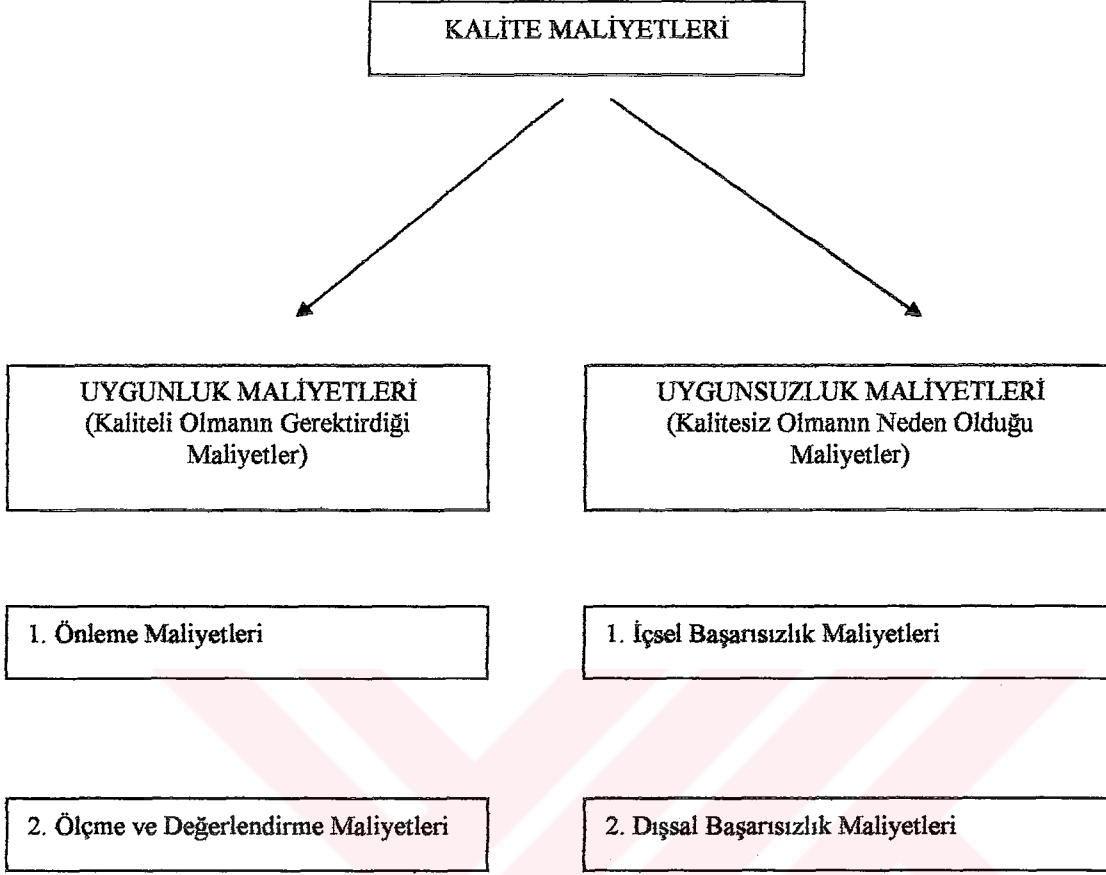 KALİTE MALİYETLERİ
UYGUNLUK MALİYETLERİ
(Kaliteli Olmanın Gerektirdiği
Maliyetler)
UYGUNSUZLUK MALİYETLERİ
(Kalitesiz Olmanın Neden Olduğu
Maliyetler)
1. Önleme Maliyetleri
1. İçsel Başarısızlık Maliyetleri
2. Ölçme ve Değerlendirme Maliyetleri
2. Dışsal Başarısızlık Maliyetleri